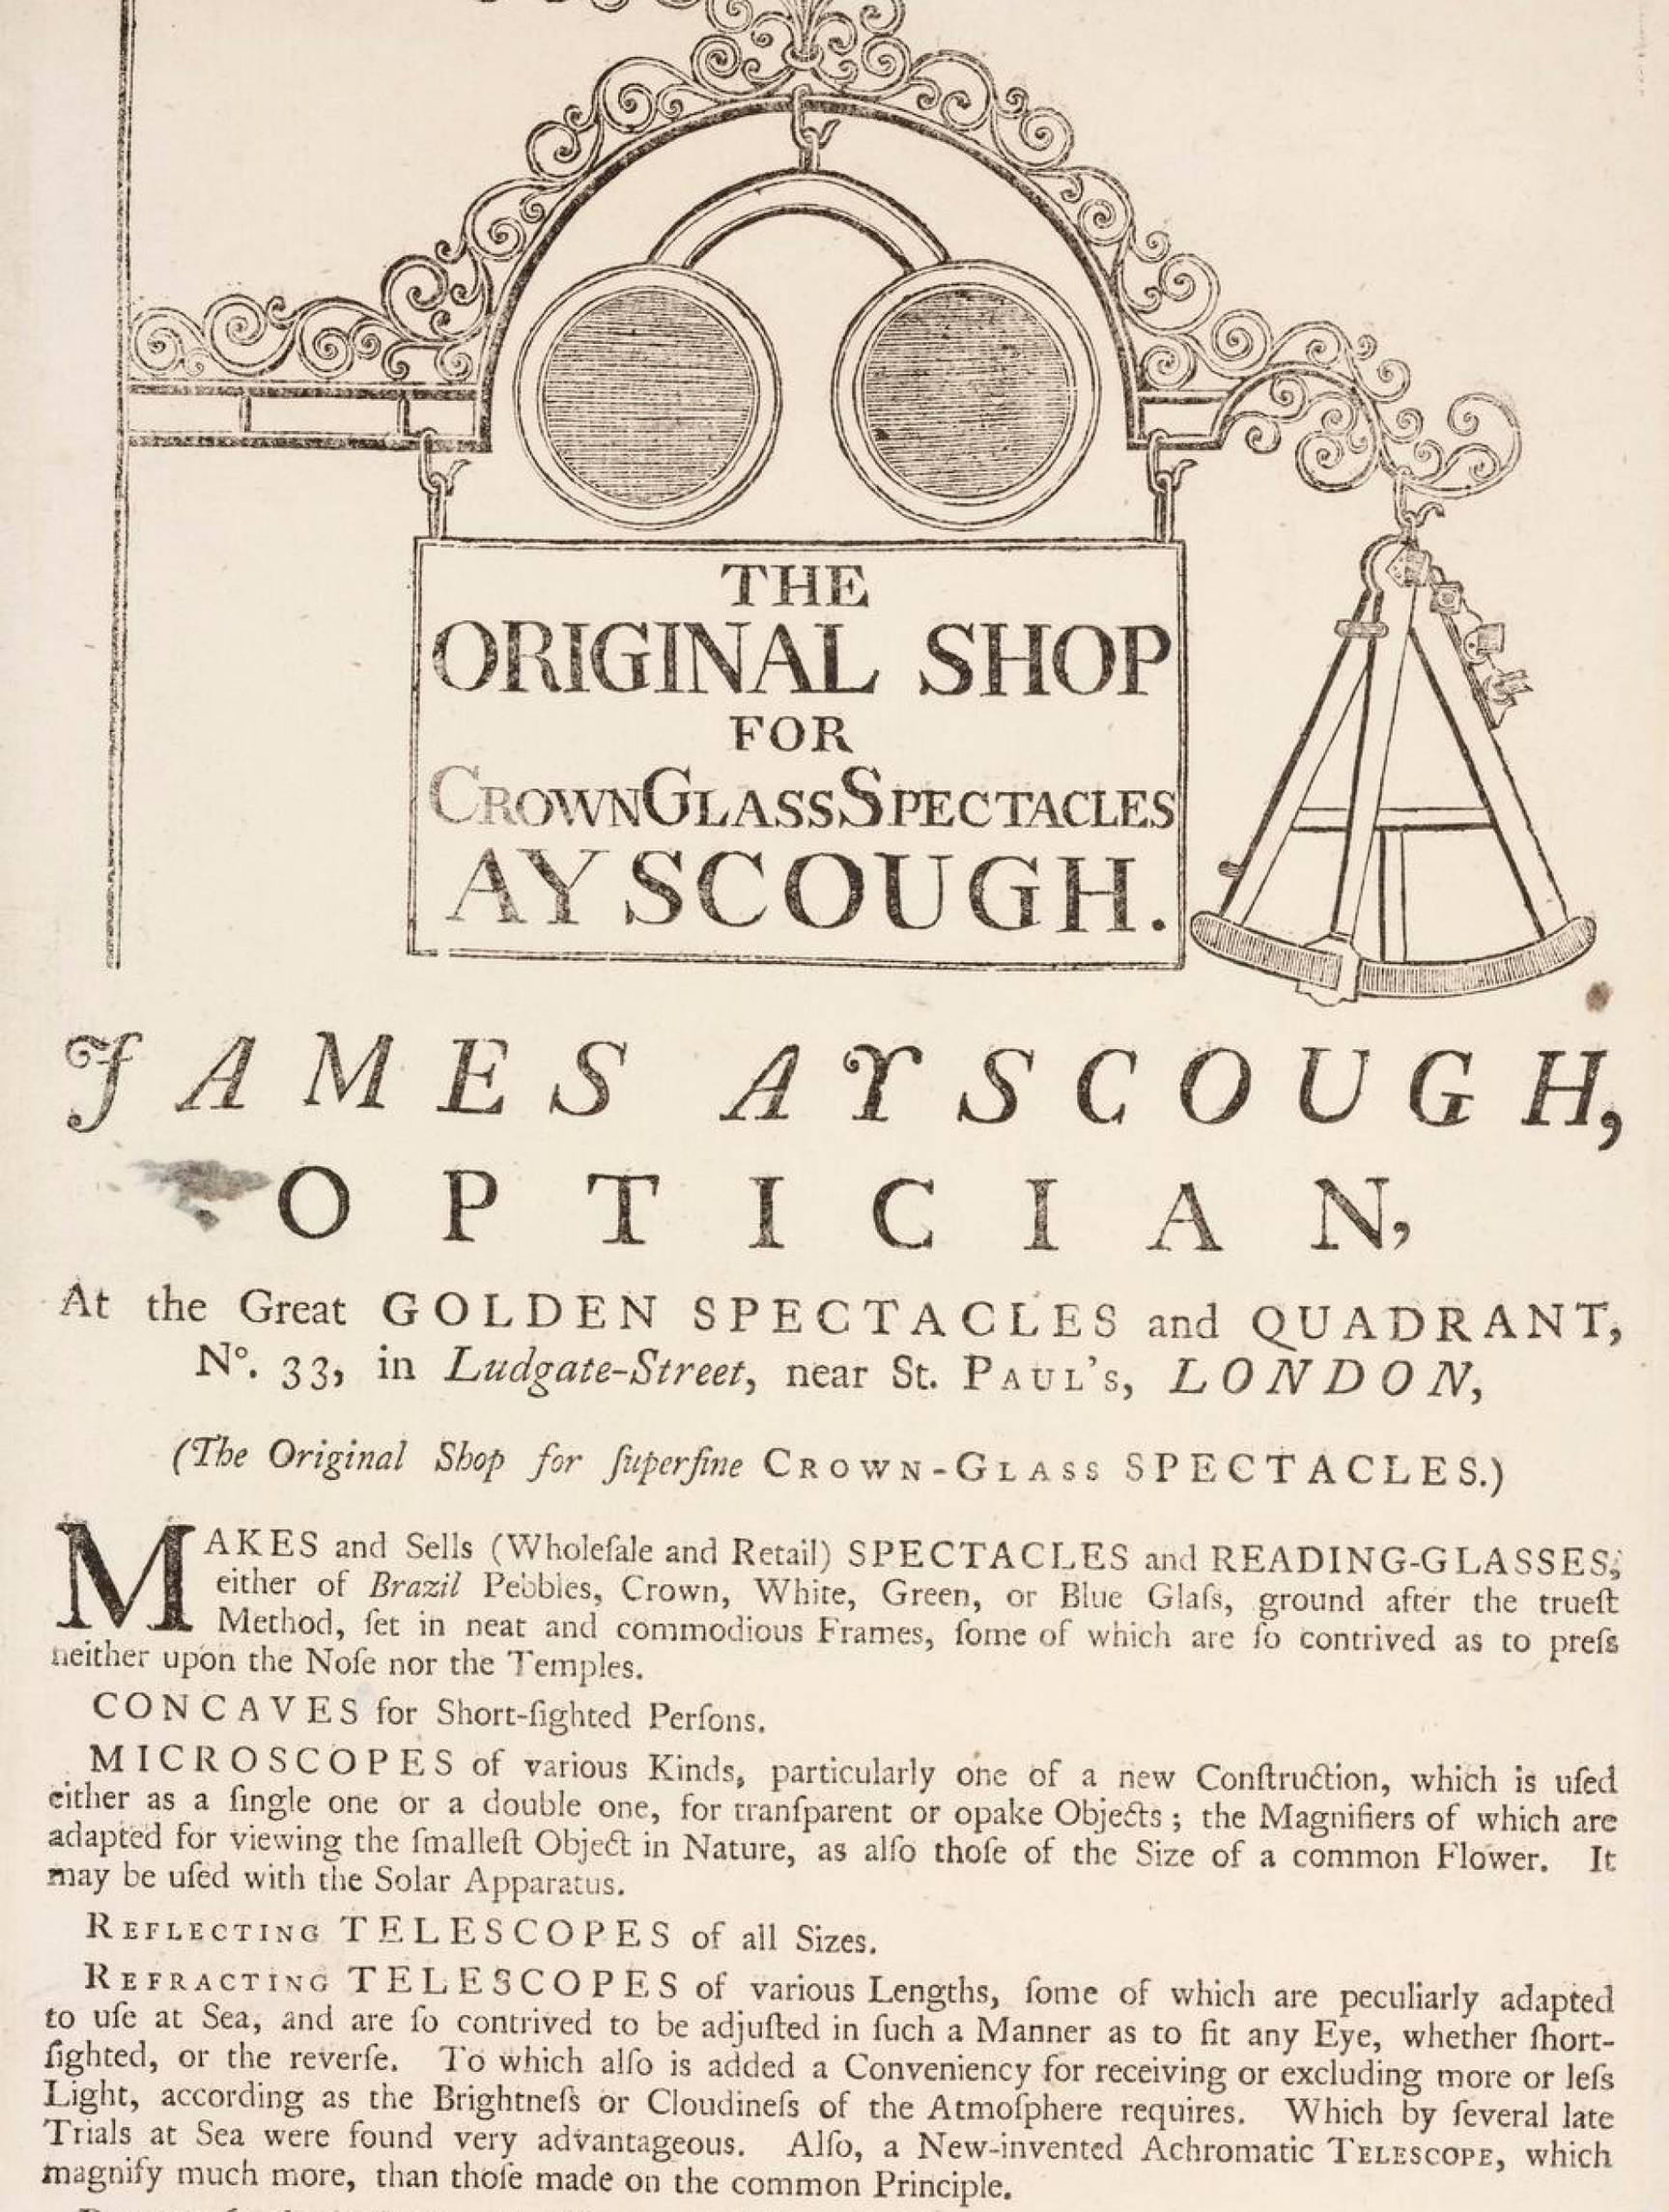 THE
ORIGINAL SHOP
FOR
CROWN GLASS SPECTACLES
AYSCOUGH.
JAMES AYSCOUGH,
OPTICIAN,
At the Great GOLDEN SPECTACLES and QUADRANT,
Nº. 33, in Ludgate-Street, near St. PAUL's, LONDON,
(The Original Shop for ſuperfine CROWN-GLASS SPECTACLES.)
MAKES and Sells (Wholeſale and Retail) SPECTACLES and READING-GLASSES,
either of Brazil Pebbles, Crown, White, Green, or Blue Glaſs, ground after the trueſt
Method, ſet in neat and commodious Frames, ſome of which are ſo contrived as to preſs
neither upon the Noſe nor the Temples.
CONCAVES for Short-ſighted Perſons.
MICROSCOPES of various Kinds, particularly one of a new Conſtruction, which is uſed
either as a ſingle one or a double one, for tranſparent or opake Objects; the Magnifiers of which are
adapted for viewing the ſmalleſt Object in Nature, as alſo thoſe of the Size of a common Flower. It
may be uſed with the Solar Apparatus.
REFLECTING TELESCOPES of all Sizes.
REFRACTING TELESCOPES of various Lengths, ſome of which are peculiarly adapted
to uſe at Sea, and are ſo contrived to be adjuſted in ſuch a Manner as to fit any Eye, whether ſhort-
ſighted, or the reverſe. To which alſo is added a Conveniency for receiving or excluding more or leſs
Light, according as the Brightneſs or Cloudineſs of the Atmoſphere requires. Which by ſeveral late
Trials at Sea were found very advantageous. Alſo, a New-invented Achromatic TELESCOPE, which
magnify much more, than thoſe made on the common Principle.